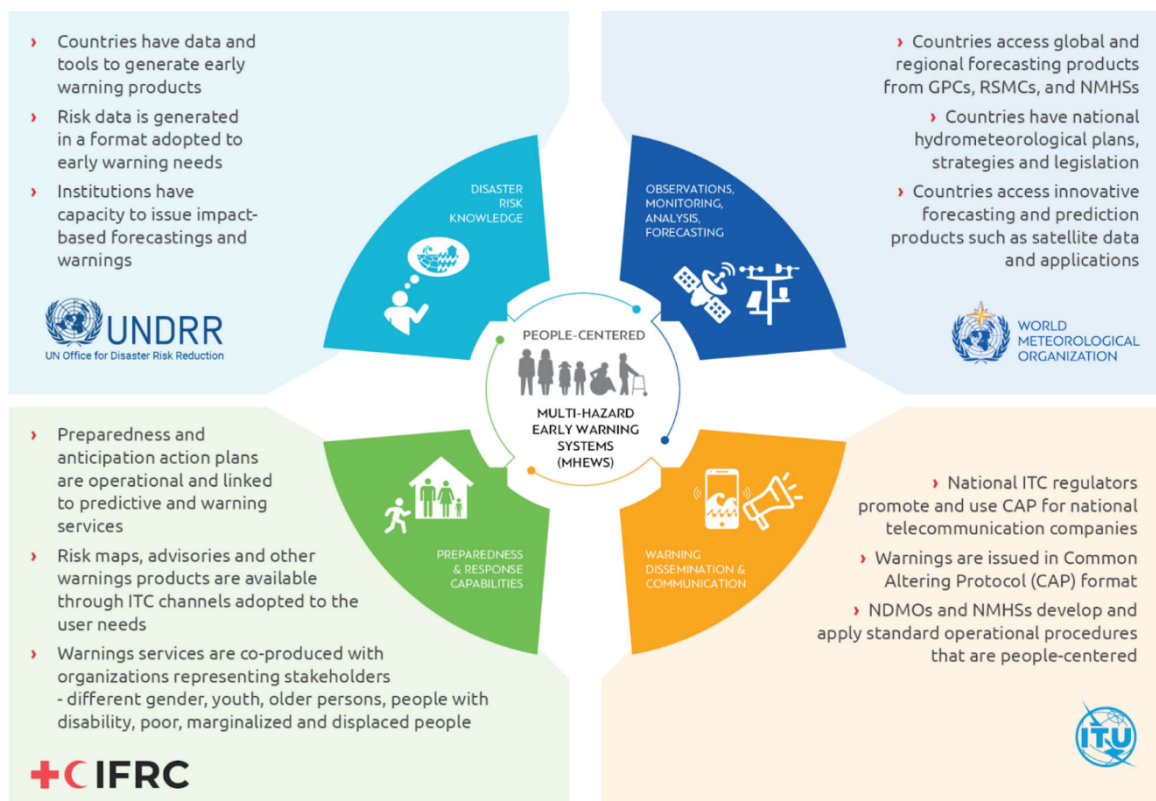 › Countries have data and
tools to generate early
warning products
› Risk data is generated
in a format adopted to
early warning needs
› Institutions have
capacity to issue impact-
based forecastings and
warnings
UNDRR
UN Office for Disaster Risk Reduction
DISASTER
RISK
KNOWLEDGE
OBSERVATIONS,
MONITORING,
ANALYSIS,
FORECASTING
› Countries access global and
regional forecasting products
from GPCs, RSMCs, and NMHSs
› Countries have national
hydrometeorological plans,
strategies and legislation
› Countries access innovative
forecasting and prediction
products such as satellite data
and applications
WORLD
METEOROLOGICAL
ORGANIZATION
PEOPLE-CENTERED
MULTI-HAZARD
EARLY WARNING
SYSTEMS
(MHEWS)
› Preparedness and
anticipation action plans
are operational and linked
to predictive and warning
services
› Risk maps, advisories and other
warnings products are available
through ITC channels adopted to the
user needs
› Warnings services are co-produced with
organizations representing stakeholders
- different gender, youth, older persons, people with
disability, poor, marginalized and displaced people
CIFRC
PREPAREDNESS
& RESPONSE
CAPABILITIES
WARNING
DISSEMINATION &
COMMUNICATION
› National ITC regulators
promote and use CAP for national
telecommunication companies
› Warnings are issued in Common
Altering Protocol (CAP) format
› NDMOs and NMHSs develop and
apply standard operational procedures
that are people-centered
ITU